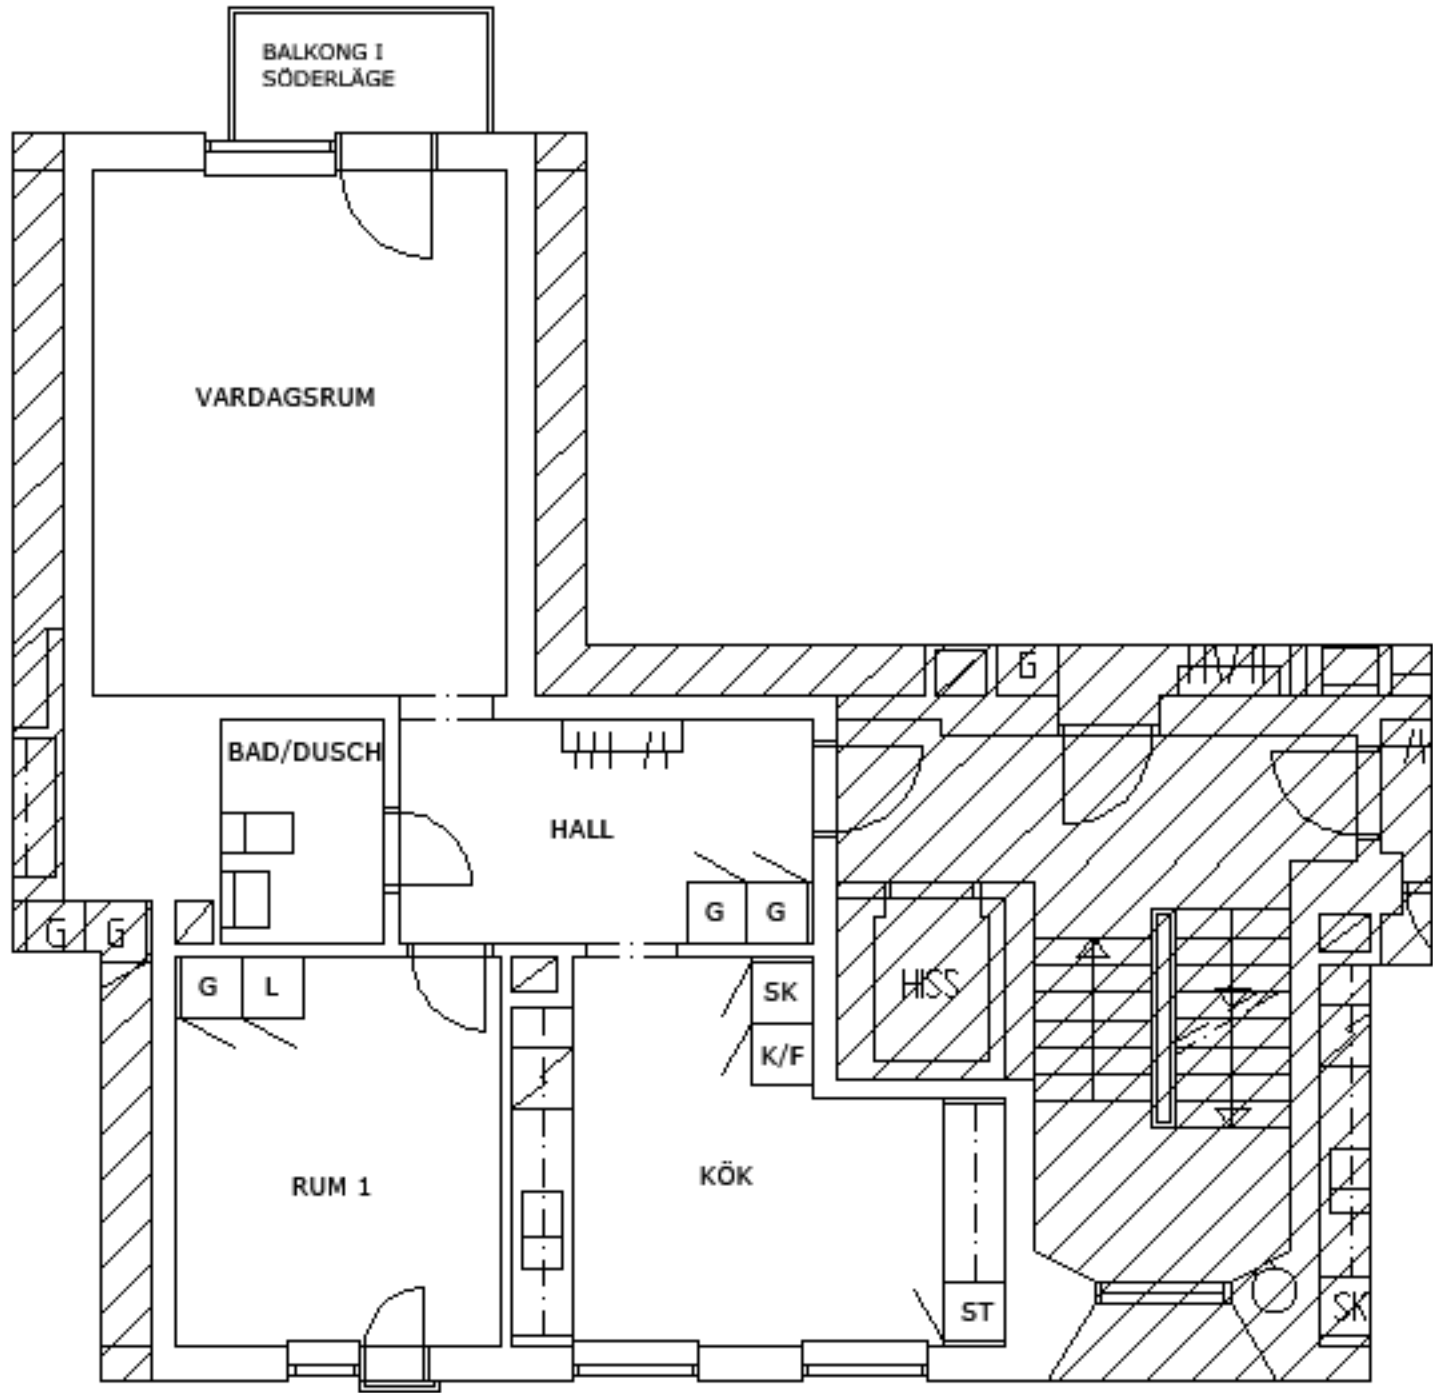 BALKONG I
SÖDERLÄGE
VARDAGSRUM
G
BAD/DUSCH
HALL
G G
G G
HISS
G L
SK
K/F
RUM 1
KÖK
ST
SK